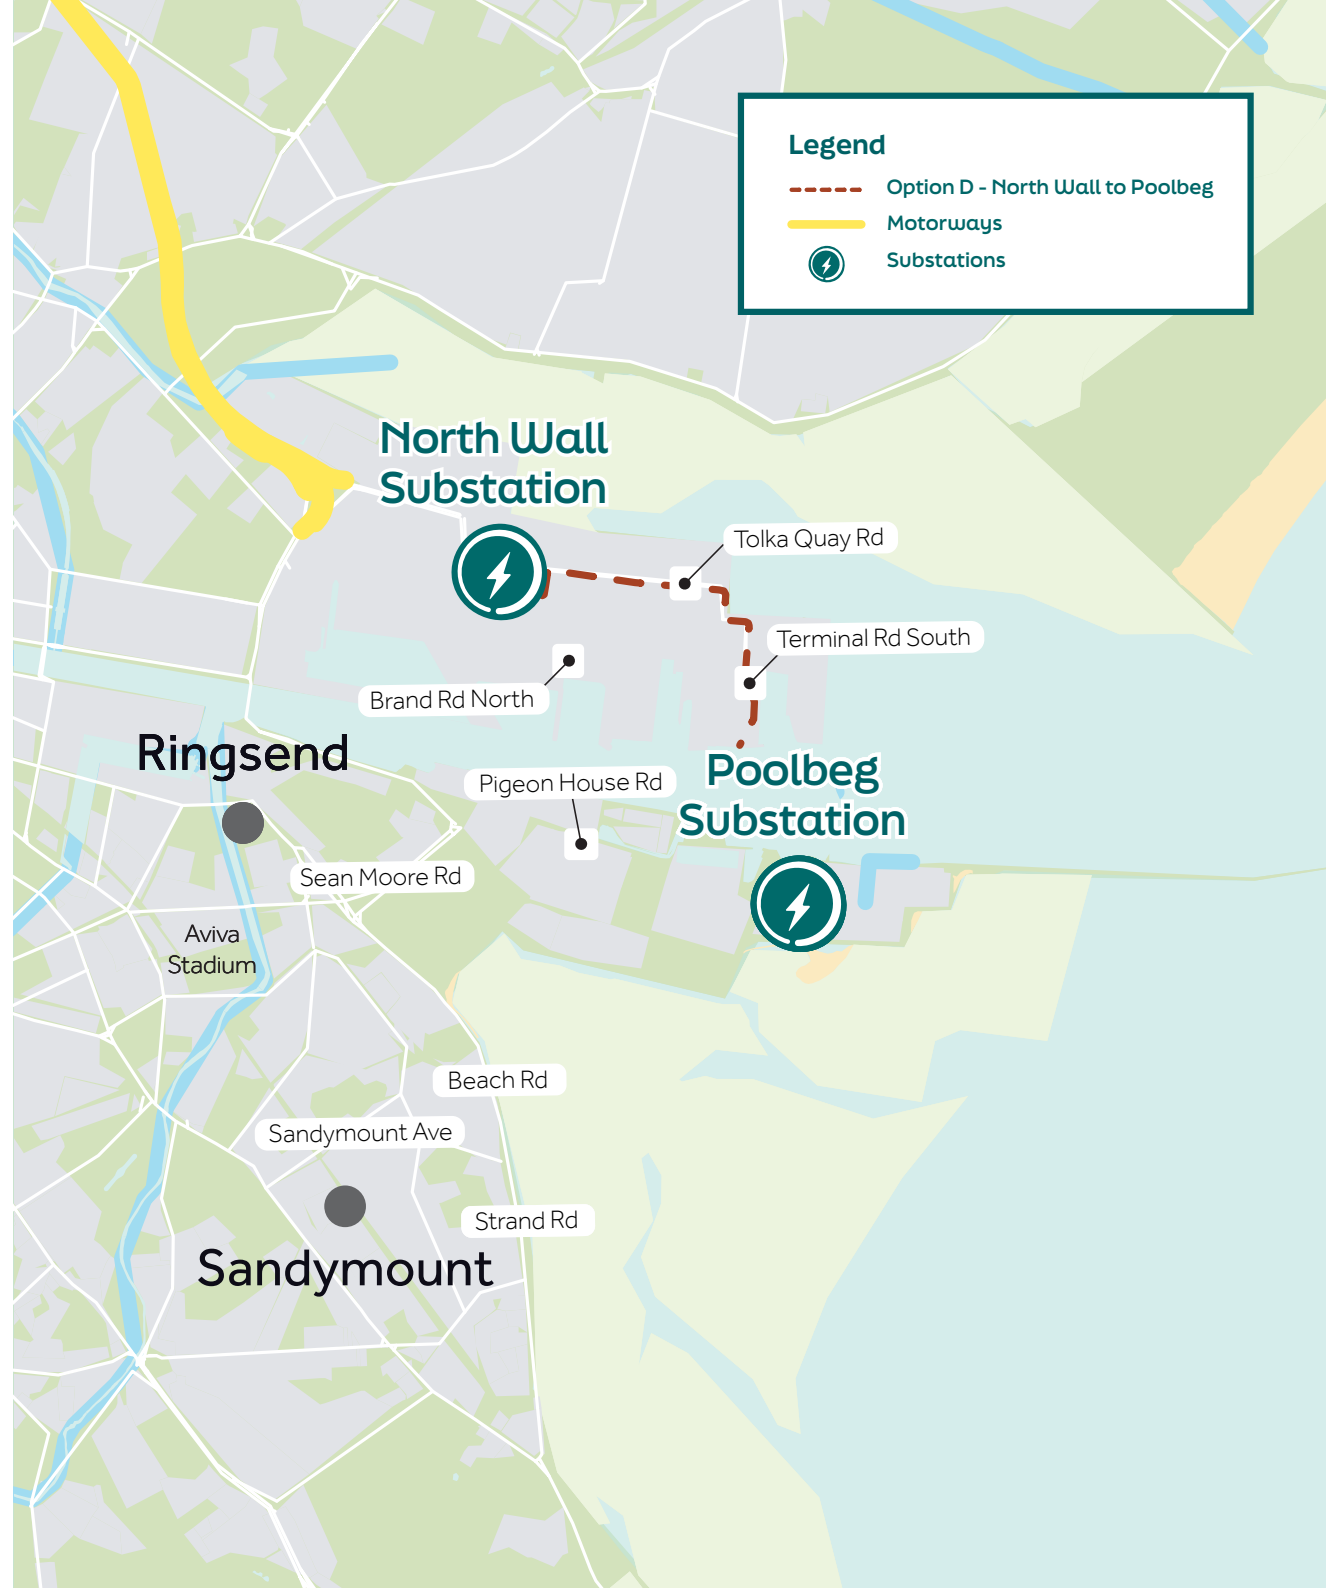 Legend
Option D - North Wall to Poolbeg
Motorways
Substations
North Wall
Substation
Tolka Quay Rd
Terminal Rd South
Brand Rd North
Ringsend
Pigeon House Rd
Poolbeg
Substation
Sean Moore Rd
Aviva
Stadium
Beach Rd
Sandymount Ave
Strand Rd
Sandymount